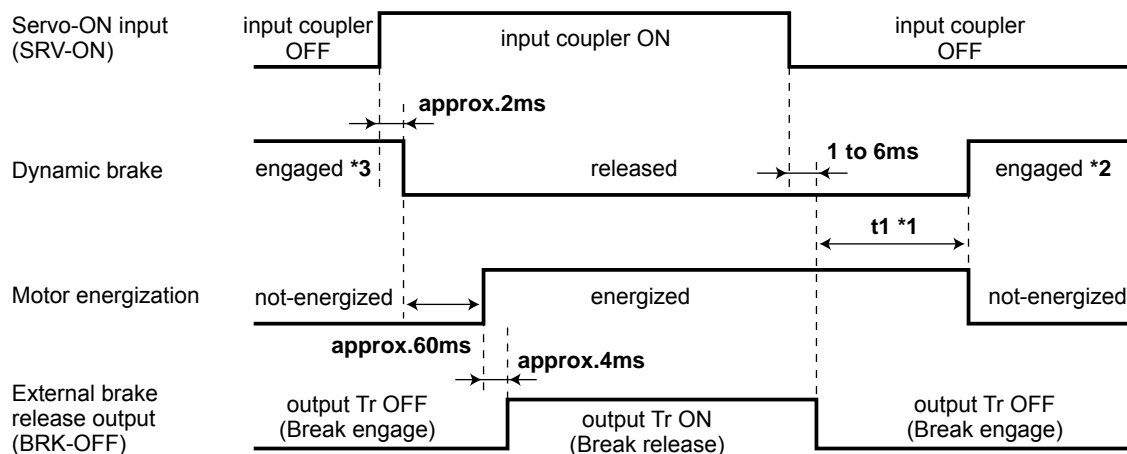 Servo-ON input
(SRV-ON)
input coupler
OFF
input coupler ON
input coupler
OFF
approx.2ms
Dynamic brake
engaged *3
released
1 to 6ms
engaged *2
t1 *1
Motor energization
not-energized
energized
not-energized
approx.60ms
approx.4ms
External brake
release output
(BRK-OFF)
output Tr OFF
(Break engage)
output Tr ON
(Break release)
output Tr OFF
(Break engage)